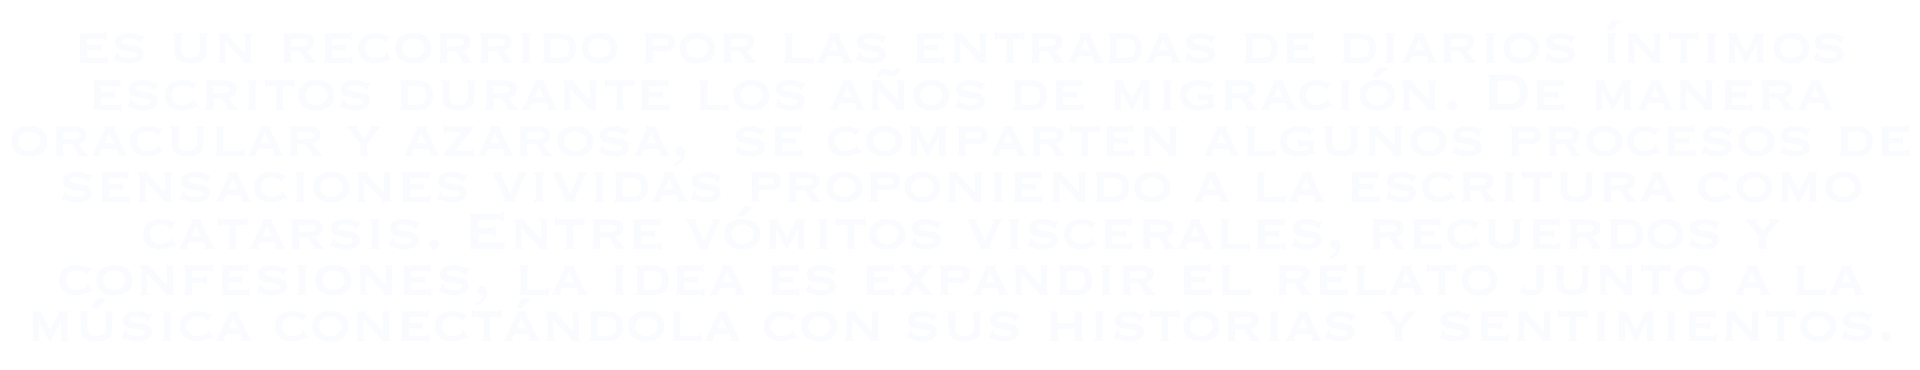 es un recorrido por las entradas de diarios íntimos
escritos durante los años de migración. De manera
oracular y azarosa, se comparten algunos procesos de
sensaciones vividas proponiendo a la escritura como
catarsis. Entre vómitos viscerales, recuerdos y
confesiones, la idea es expandir el relato junto a la
música conectándola con sus historias y sentimientos.